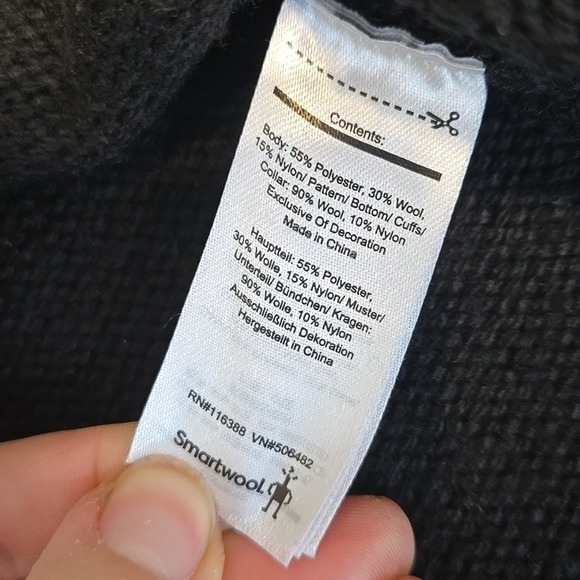 Contents:
Body: 55% Polyester, 30% Wool,
15% Nylon/ Pattern/ Bottom/ Cuffs/
Collar: 90% Wool, 10% Nylon
Exclusive Of Decoration
Made in China
Hauptteil: 55% Polyester,
30% Wolle, 15% Nylon/ Muster/
Unterteil/ Bündchen/ Kragen:
90% Wolle, 10% Nylon
Ausschließlich Dekoration
Hergestellt in China
RN#116388 VN#506482
Smartwool.